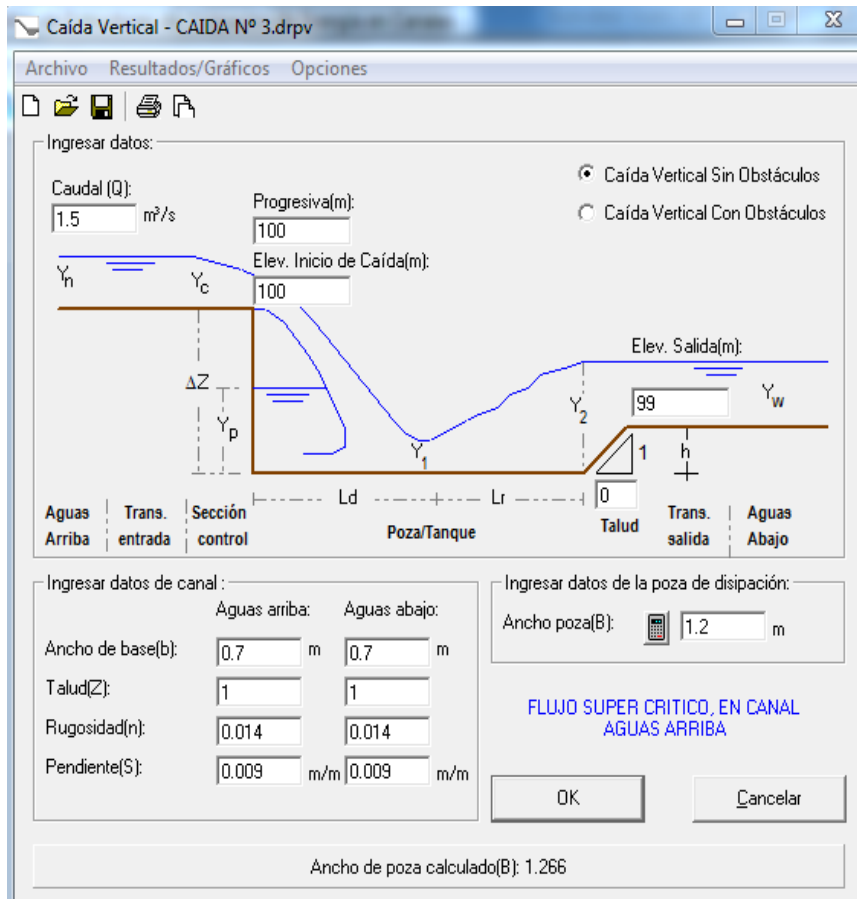 Caída Vertical - CAIDA Nº 3.drpv
Archivo Resultados/Gráficos Opciones
Ingresar datos:
Caudal (Q):
1.5 m³/s
Progresiva(m):
100
Elev. Inicio de Caída(m):
100
Caída Vertical Sin Obstáculos
Caída Vertical Con Obstáculos
Yn
Yc
ΔZ
Yp
Y1
Y2
Elev. Salida(m):
99
Yw
1
h
0
Talud
Ld
Lr
Aguas Arriba
Trans. entrada
Sección control
Poza/Tanque
Trans. salida
Aguas Abajo
Ingresar datos de canal :
Aguas arriba: Aguas abajo:
Ancho de base(b): 0.7 m 0.7 m
Talud(Z): 1 1
Rugosidad(n): 0.014 0.014
Pendiente(S): 0.009 m/m 0.009 m/m
Ingresar datos de la poza de disipación:
Ancho poza(B): 1.2 m
FLUJO SUPER CRITICO, EN CANAL
AGUAS ARRIBA
OK Cancelar
Ancho de poza calculado(B): 1.266